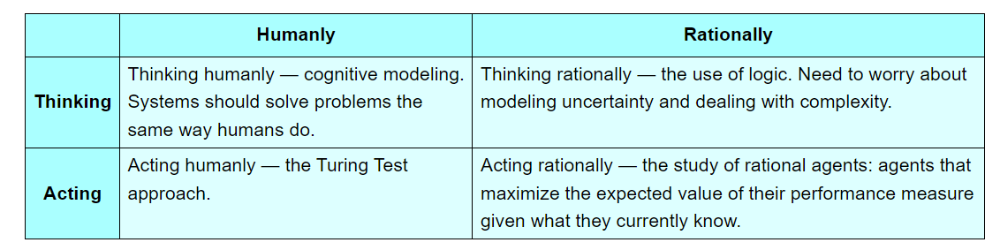 Humanly
Rationally
Thinking
Thinking humanly — cognitive modeling.
Systems should solve problems the
same way humans do.
Thinking rationally — the use of logic. Need to worry about
modeling uncertainty and dealing with complexity.
Acting
Acting humanly — the Turing Test
approach.
Acting rationally — the study of rational agents: agents that
maximize the expected value of their performance measure
given what they currently know.